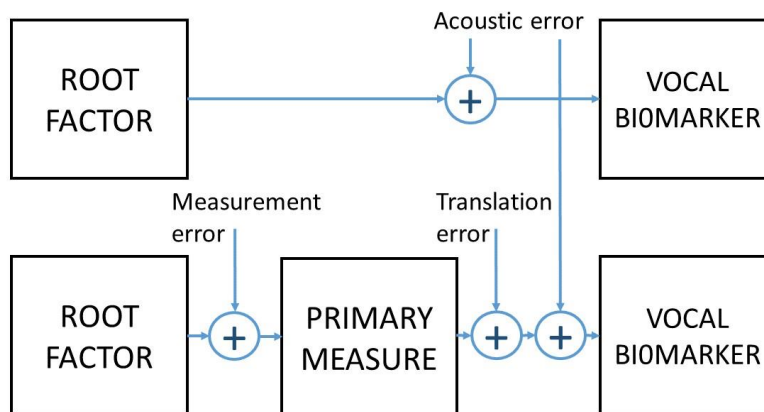 Acoustic error
ROOT
FACTOR
+
VOCAL
BI0MARKER
Measurement
error
Translation
error
ROOT
FACTOR
+
PRIMARY
MEASURE
+
+
VOCAL
BI0MARKER